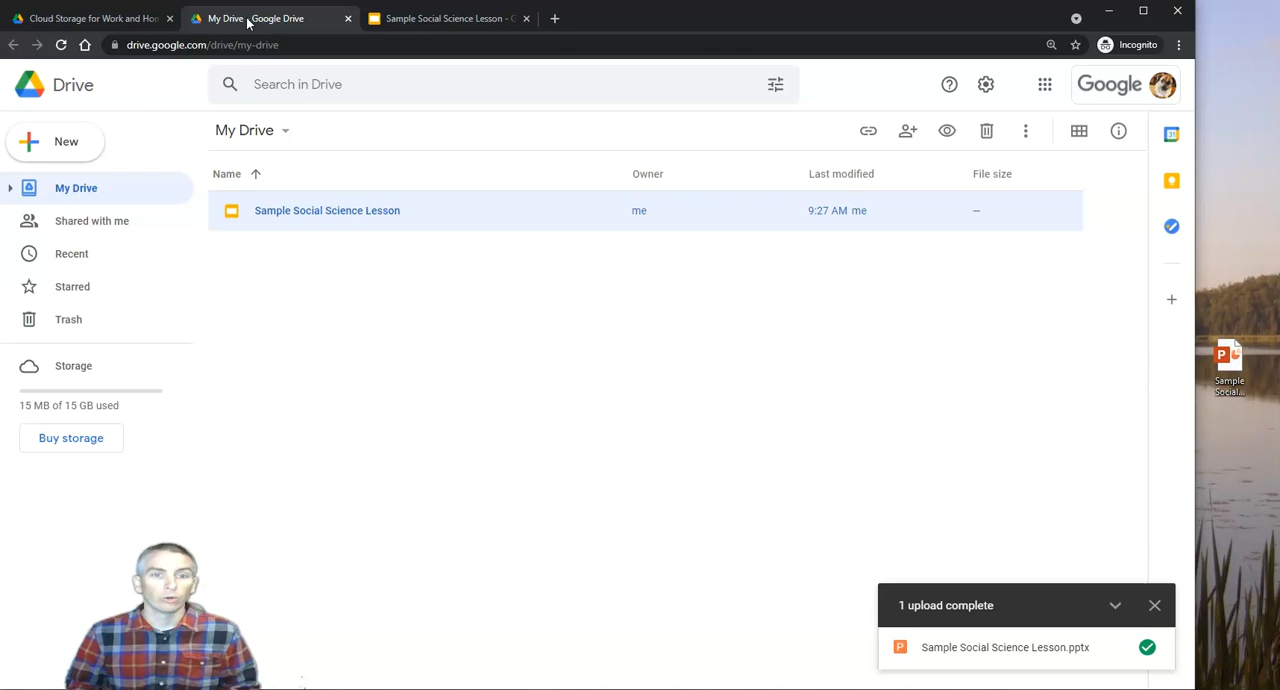 Cloud Storage for Work and Hon
My Drive - Google Drive
Sample Social Science Lesson - G
drive.google.com/drive/my-drive
Incognito
Drive
Search in Drive
Google
New
My Drive
31
Name
Owner
Last modified
File size
My Drive
Sample Social Science Lesson
me
9:27 AM me
–
Shared with me
Recent
Starred
Trash
Storage
15 MB of 15 GB used
Buy storage
P
Sample
Social...
1 upload complete
P
Sample Social Science Lesson.pptx